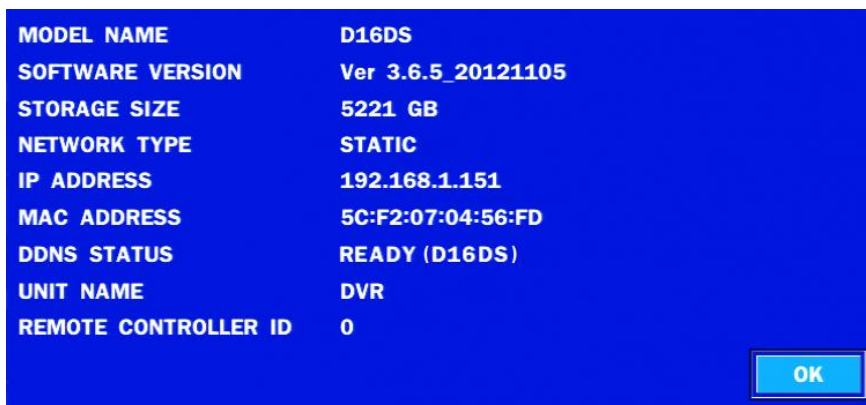 MODEL NAME D16DS
SOFTWARE VERSION Ver 3.6.5_20121105
STORAGE SIZE 5221 GB
NETWORK TYPE STATIC
IP ADDRESS 192.168.1.151
MAC ADDRESS 5C:F2:07:04:56:FD
DDNS STATUS READY (D16DS)
UNIT NAME DVR
REMOTE CONTROLLER ID 0
OK